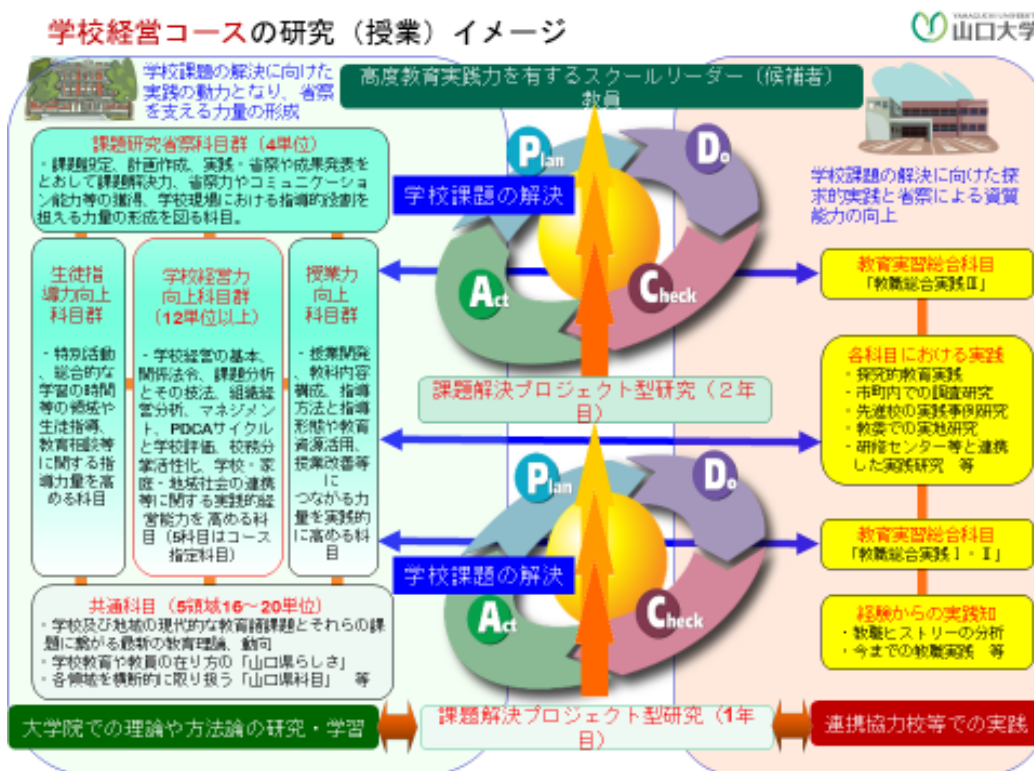 学校経営コースの研究（授業）イメージ
YAMAGUCHI UNIVERSITY
山口大学
学校課題の解決に向けた
実践の動力となり、省察
を支える力量の形成
高度教育実践力を有するスクールリーダー（候補者）
教員
学校課題の解決に向けた探
求的実践と省察による資質
能力の向上
課題研究省察科目群（4単位）
・課題設定、計画作成、実践・省察や成果発表を
とおして課題解決力、省察力やコミュニケーション
能力等の獲得、学校現場における指導的役割を
担える力量の形成を図る科目。
Plan
Do
Check
Act
学校課題の解決
生徒指
導力向上
科目群
・特別活動
、総合的な
学習の時間
等の領域や
生徒指導、
教育相談等
に関する指
導力量を高
める科目
学校経営力
向上科目群
（12単位以上）
・学校経営の基本、
関係法令、課題分析
とその技法、組織経
営分析、マネジメン
ト、PDCAサイクル
と学校評価、校務分
掌活性化、学校・家
庭・地域社会の連携
等に関する実践的経
営能力を高める科
目（5科目はコース
指定科目）
授業力
向上
科目群
・授業開発
、教科内容
構成、指導
方法と指導
形態や教育
資源活用、
授業改善等
に
つながる力
量を実践的
に高める科
目
教育実習総合科目
「教職総合実践Ⅲ」
課題解決プロジェクト型研究（２年
目）
各科目における実践
・探究的教育実践
・市町内での調査研究
・先進校の実践事例研究
・教委での実地研究
・研修センター等と連携
した実践研究　等
Plan
Do
Check
Act
学校課題の解決
教育実習総合科目
「教職総合実践Ⅰ・Ⅱ」
共通科目（5領域16～20単位）
・学校及び地域の現代的な教育諸課題とそれらの課
題に繋がる最新の教育理論、動向
・学校教育や教員の在り方の「山口県らしさ」
・各領域を横断的に取り扱う「山口県科目」　等
経験からの実践知
・教職ヒストリーの分析
・今までの教職実践　等
大学院での理論や方法論の研究・学習
課題解決プロジェクト型研究（1年
目）
連携協力校等での実践